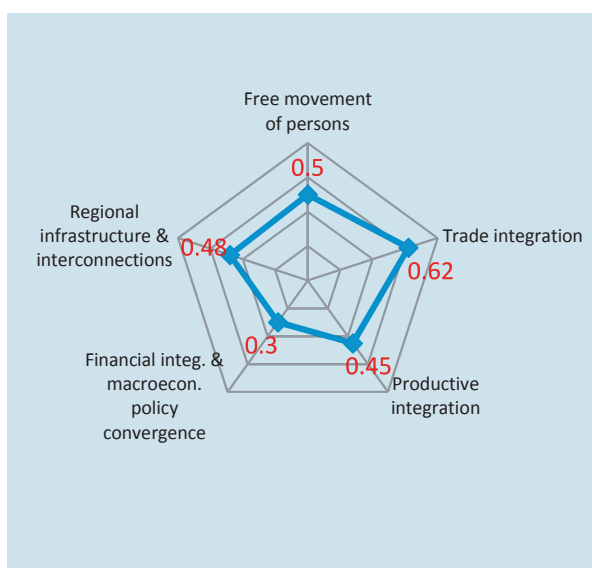 Free movement
of persons
0.5
Regional
infrastructure &
interconnections
0.48
Trade integration
0.62
Financial integ. &
macroecon.
policy
convergence
0.3
0.45
Productive
integration